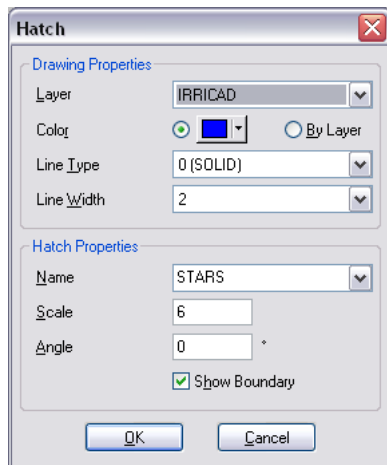 Hatch
Drawing Properties
Layer IRRICAD
Color By Layer
Line Type 0 (SOLID)
Line Width 2
Hatch Properties
Name STARS
Scale 6
Angle 0 °
Show Boundary
OK Cancel